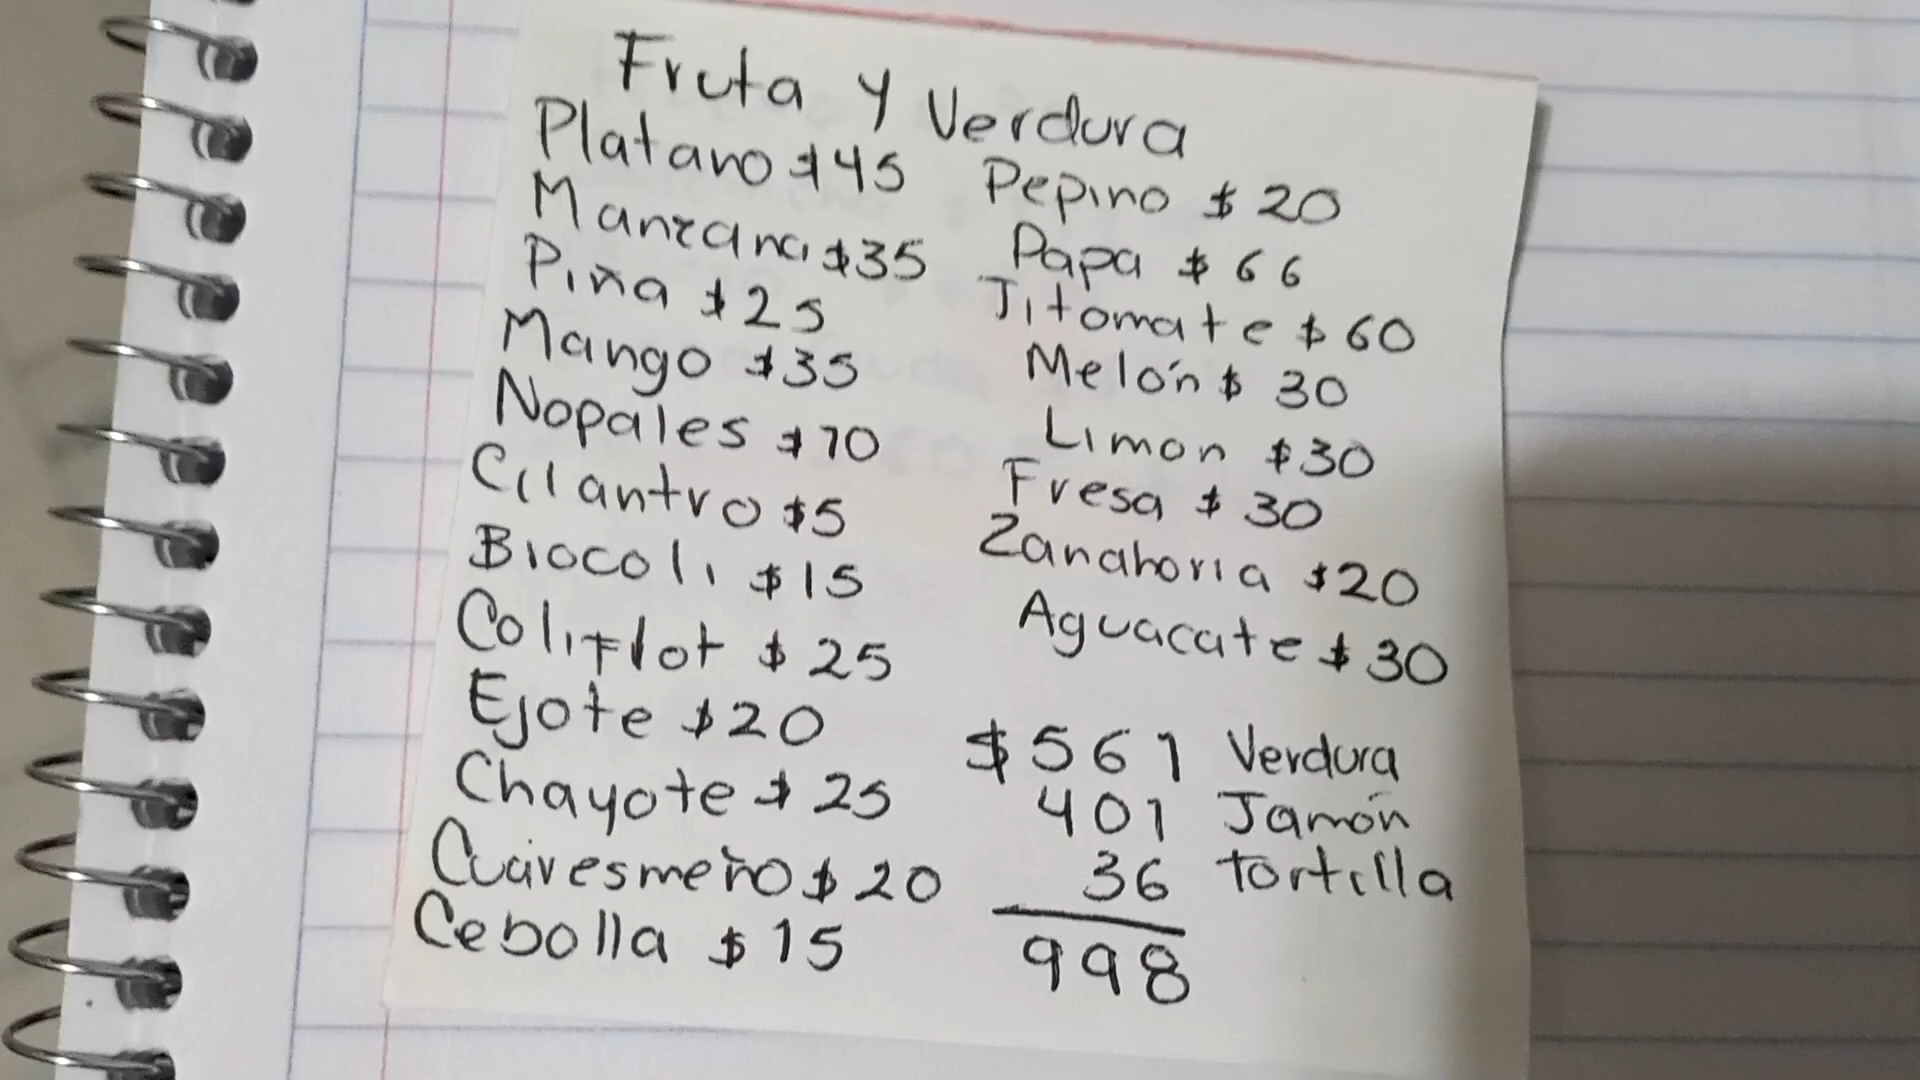 Fruta y Verdura
Platano $45
Manzana $35
Piña $25
Mango $35
Nopales $10
Cilantro $5
Brocoli $15
Coliflot $25
Ejote $20
Chayote $25
Cuaresmeño $20
Cebolla $15
Pepino $20
Papa $66
Jitomate $60
Melón $30
Limon $30
Fresa $30
Zanahoria $20
Aguacate $30
$561 Verdura
401 Jamón
36 Tortilla
998